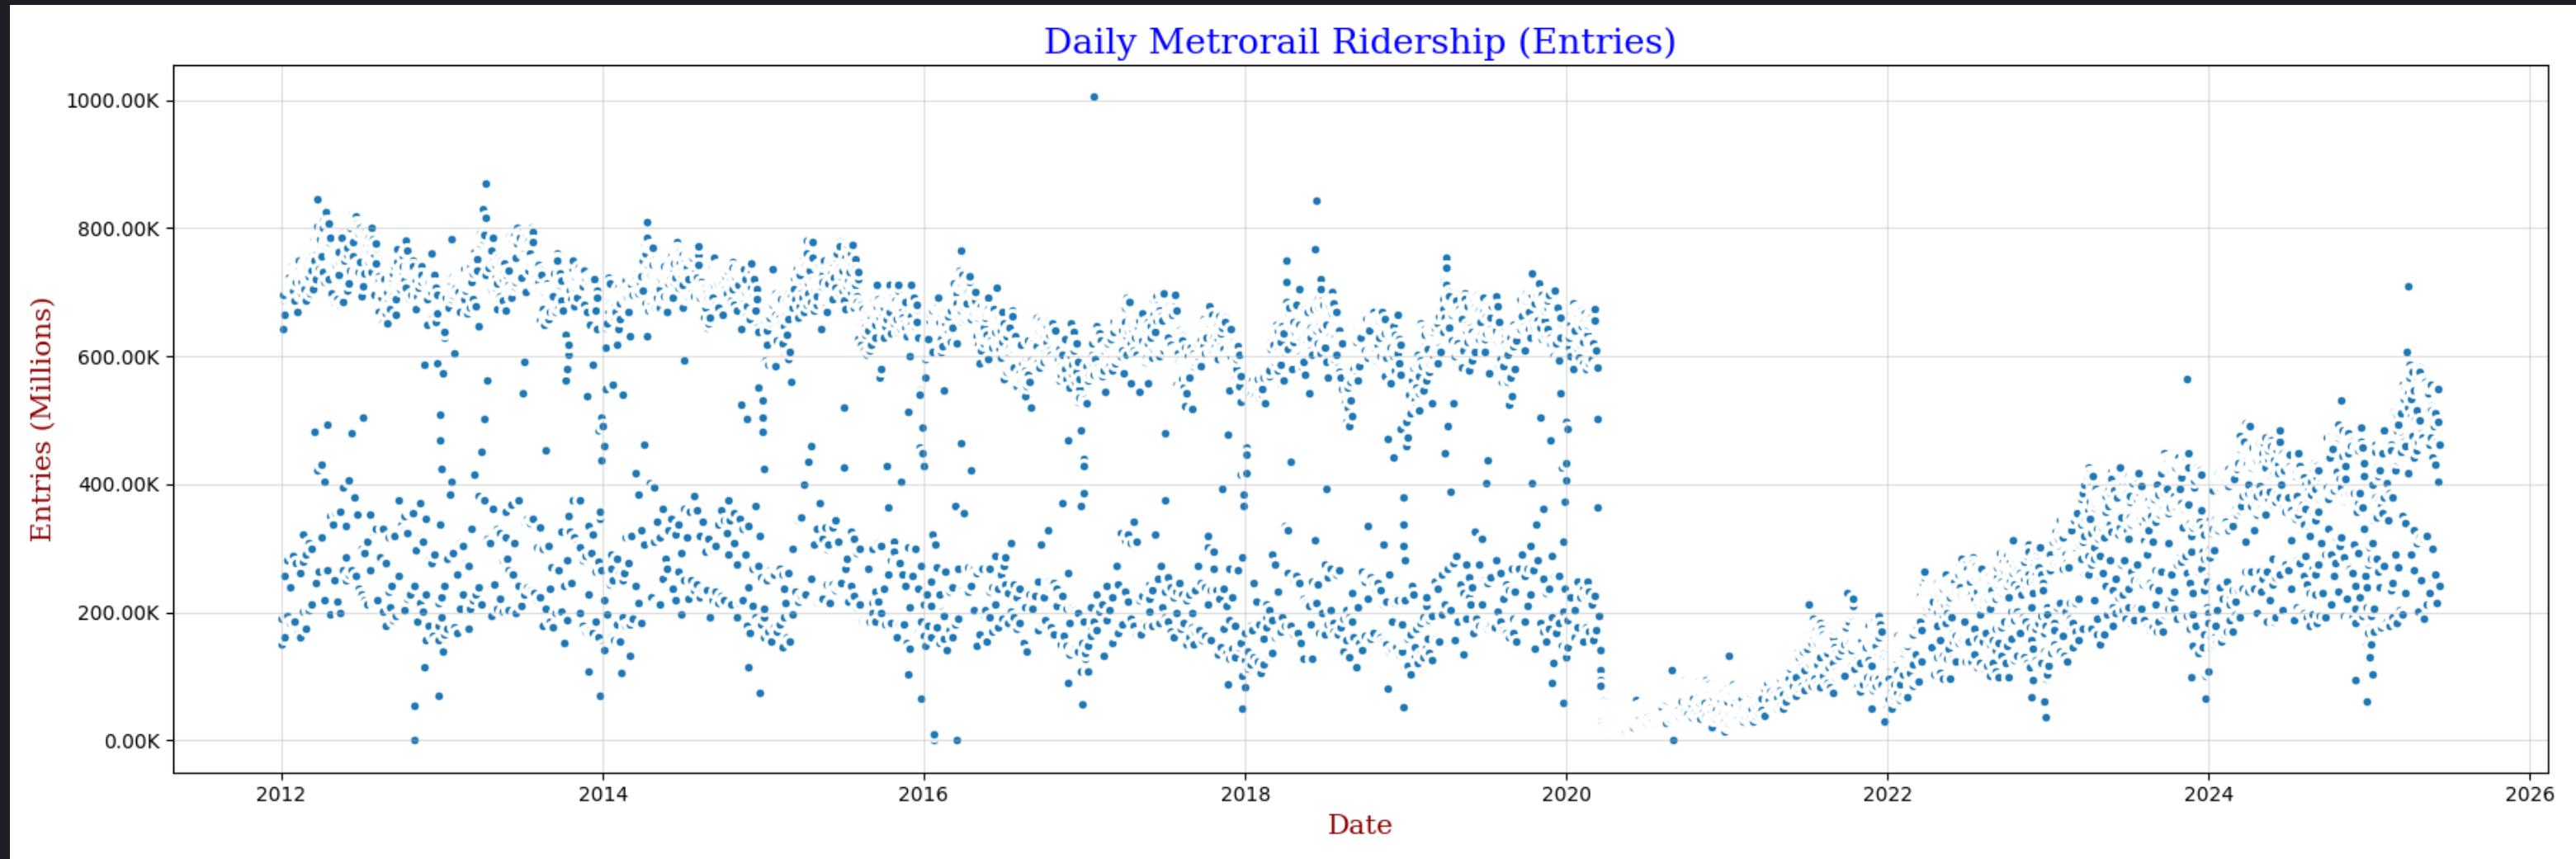 Daily Metrorail Ridership (Entries)
1000.00K
800.00K
600.00K
400.00K
200.00K
0.00K
Entries (Millions)
2012 2014 2016 2018 2020 2022 2024 2026
Date